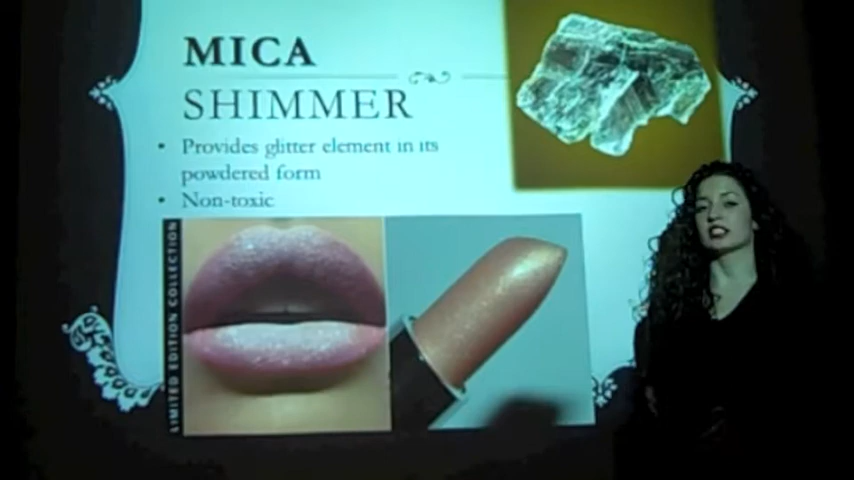 MICA
SHIMMER
• Provides glitter element in its
powdered form
• Non-toxic
LIMITED EDITION COLLECTION